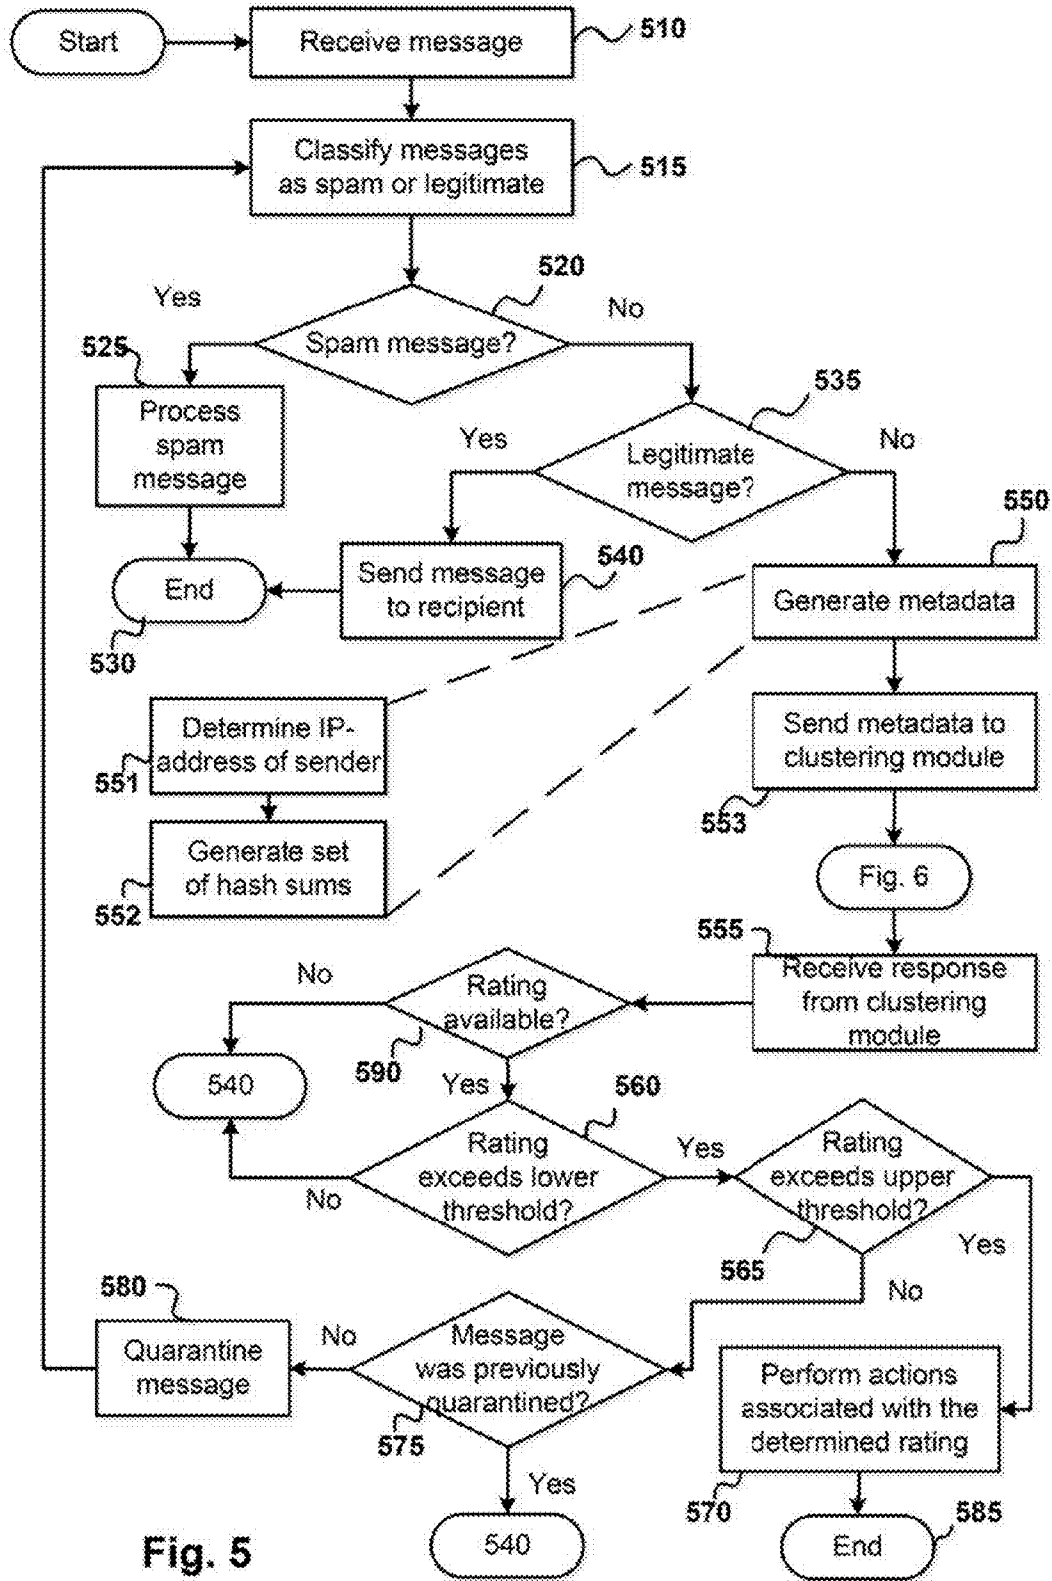 Start
Receive message
510
Classify messages
as spam or legitimate
515
520
Yes
No
Spam message?
525
Process
spam
message
535
Yes
No
Legitimate
message?
550
End
530
Send message
to recipient
540
Generate metadata
Determine IP-
address of sender
551
Send metadata to
clustering module
553
Generate set
of hash sums
552
Fig. 6
555
Receive response
from clustering
module
No
Rating
available?
590
540
Yes
560
Rating
exceeds lower
threshold?
No
Yes
Rating
exceeds upper
threshold?
565
Yes
No
580
Quarantine
message
No
Message
was previously
quarantined?
575
Perform actions
associated with the
determined rating
570
Yes
540
End
585
Fig. 5